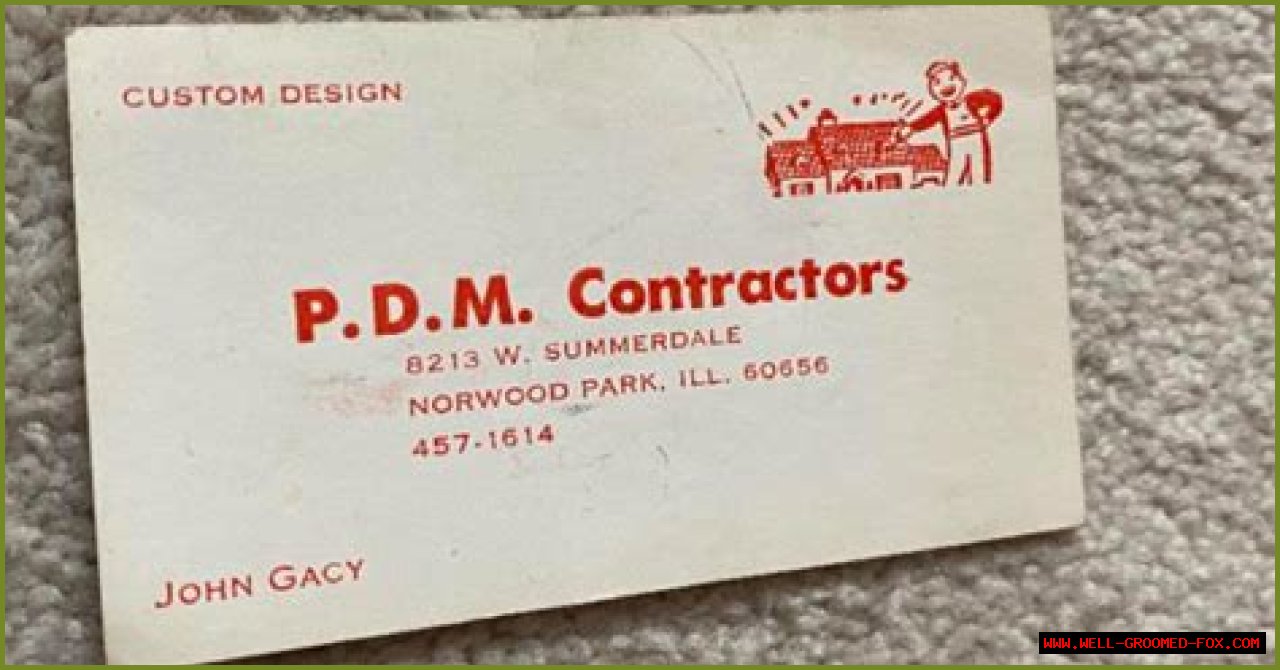 CUSTOM DESIGN
P.D.M. Contractors
8213 W. SUMMERDALE
NORWOOD PARK, ILL. 60656
457-1614
JOHN GACY
WWW.WELL-GROOMED-FOX.COM